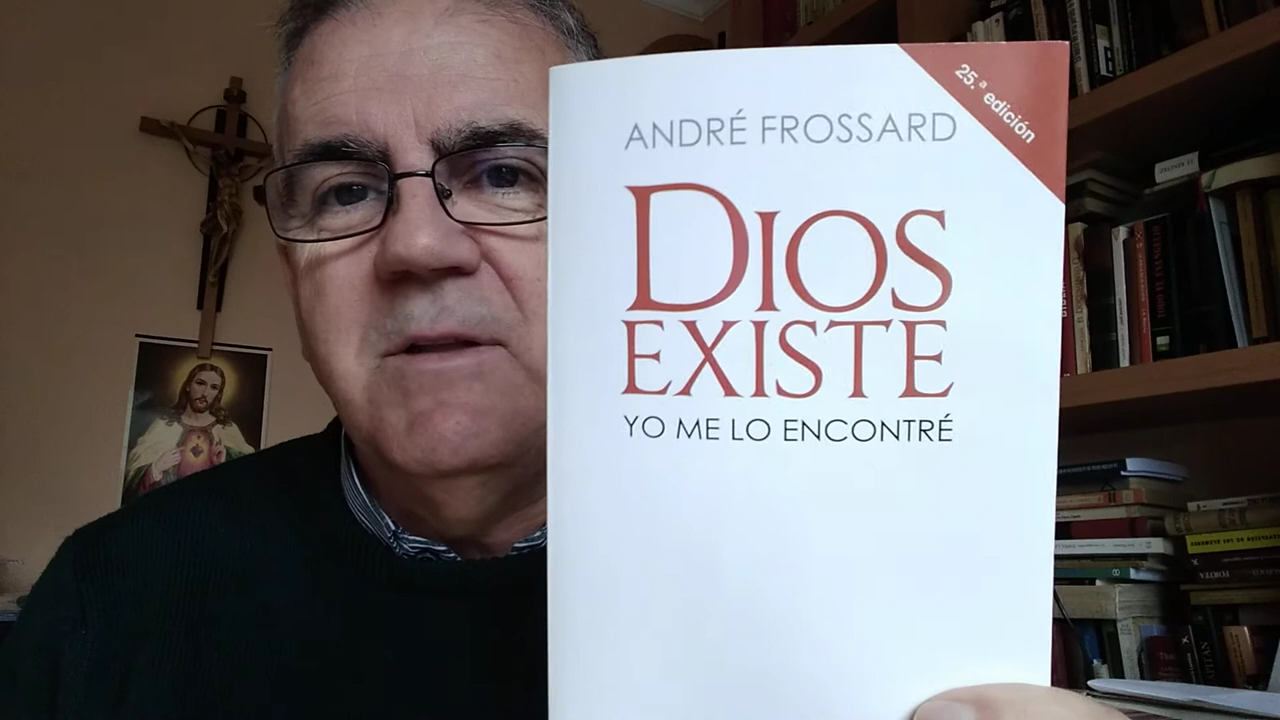 25.ª edición
ANDRÉ FROSSARD
DIOS
EXISTE
YO ME LO ENCONTRÉ